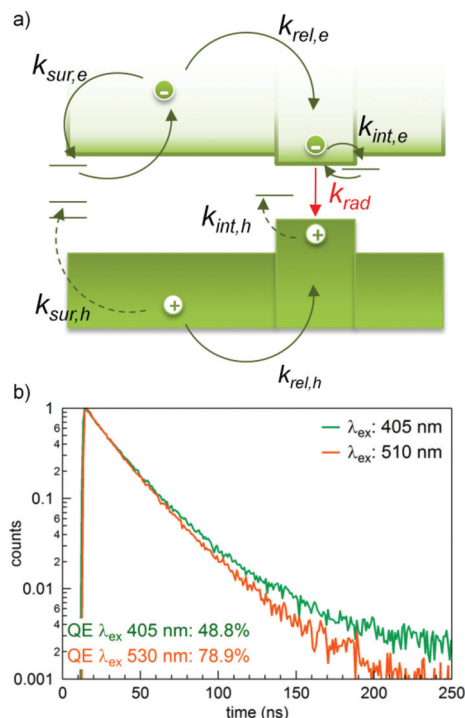 a)
k_rel,e
k_sur,e
-
-
k_int,e
k_rad
k_int,h
+
+
k_sur,h
k_rel,h
b)
1
λ_ex: 405 nm
λ_ex: 510 nm
0.1
counts
0.01
QE λ_ex 405 nm: 48.8%
QE λ_ex 530 nm: 78.9%
0.001
0 50 100 150 200 250
time (ns)